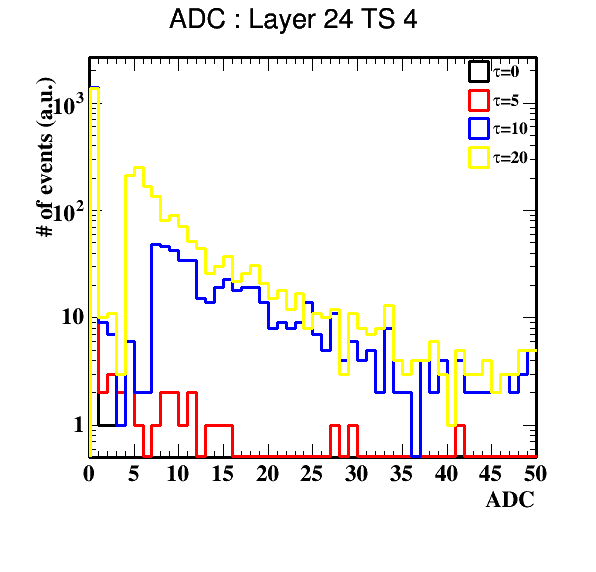 ADC : Layer 24 TS 4
# of events (a.u.)
10³
10²
10
1
τ=0
τ=5
τ=10
τ=20
0 5 10 15 20 25 30 35 40 45 50
ADC